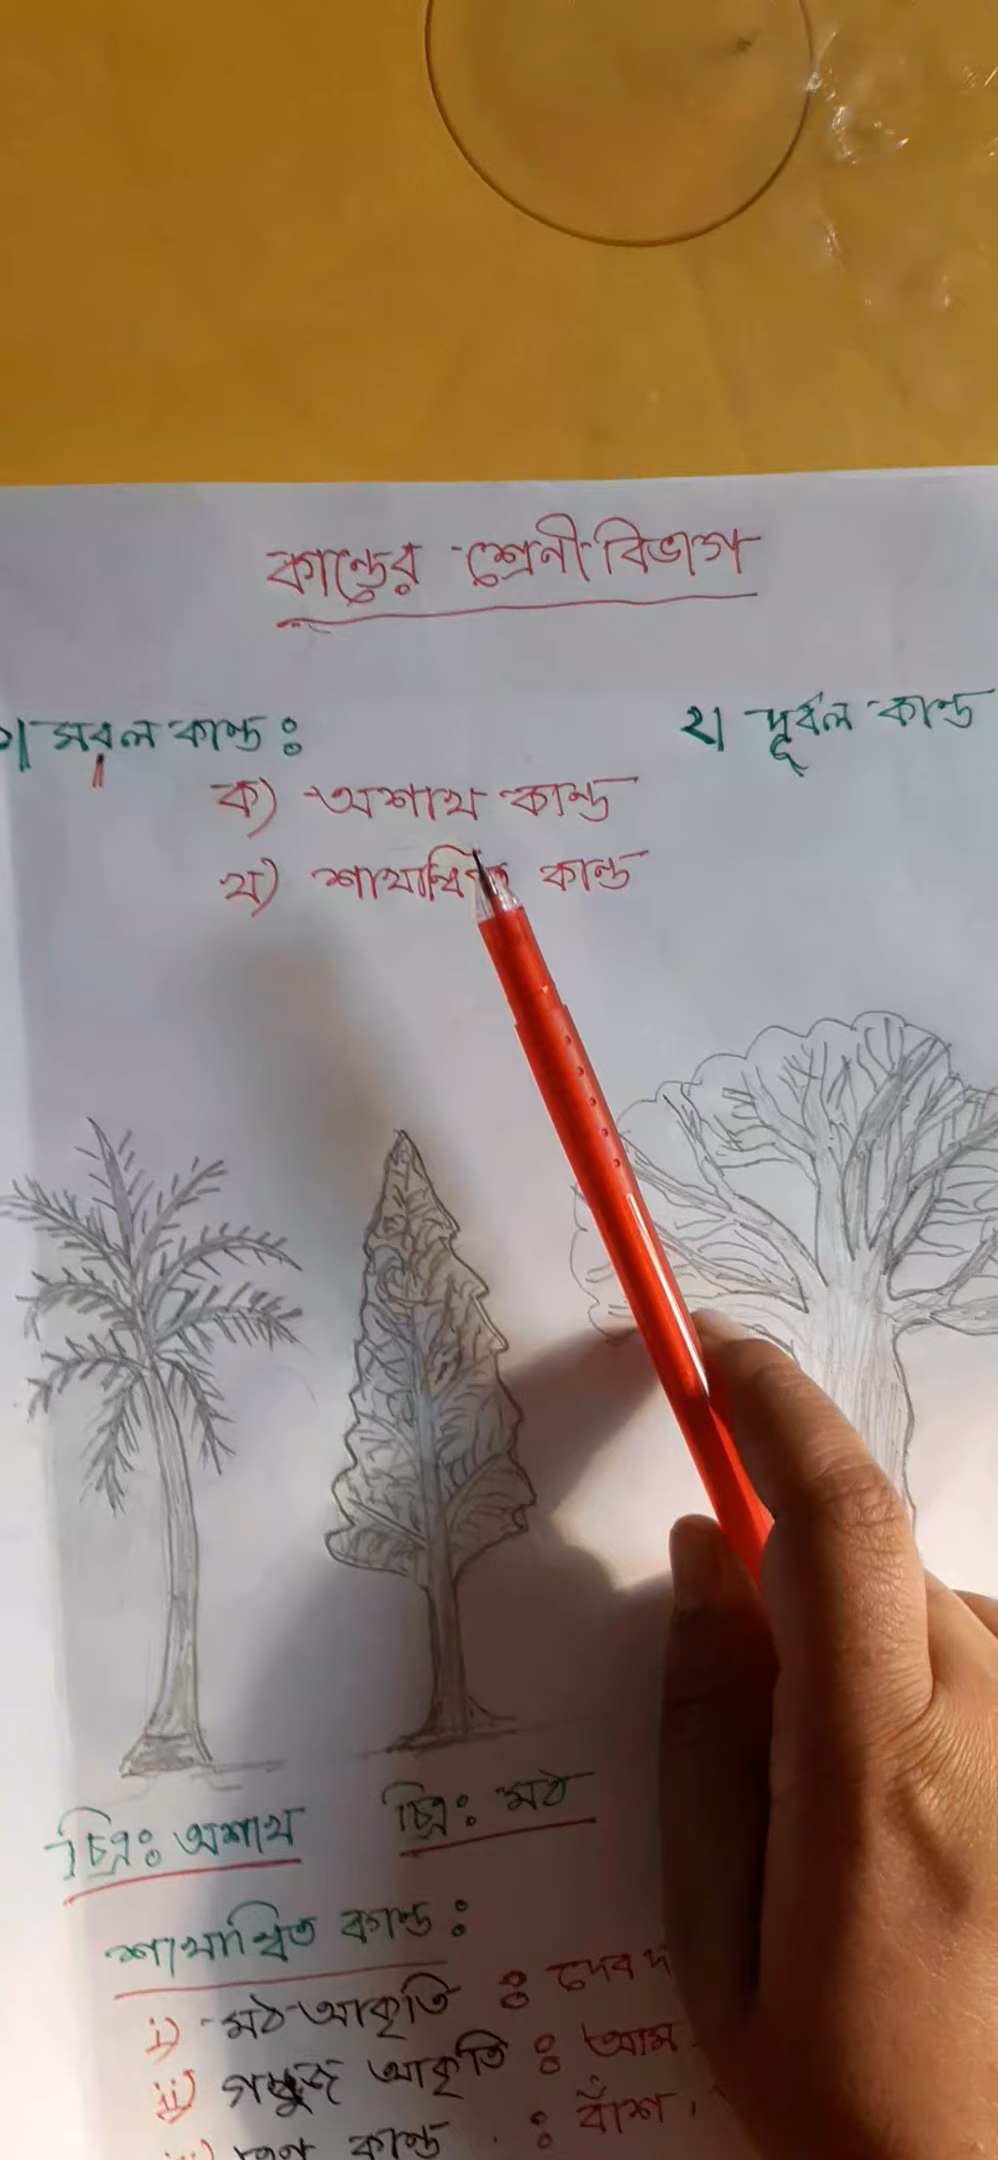 কান্ডের শ্রেনীবিভাগ
১। সবল কান্ড ঃ
২। দূর্বল কান্ড
ক) অশাখ কান্ড
খ) শাখান্বিত কান্ড
চিত্রঃ অশাখ
চিত্রঃ মঠ
শাখান্বিত কান্ড ঃ
i) মঠ আকৃতি ঃ দেবদ
ii) গম্বুজ আকৃতি ঃ আম
তৃণ কান্ড : বাঁশ,